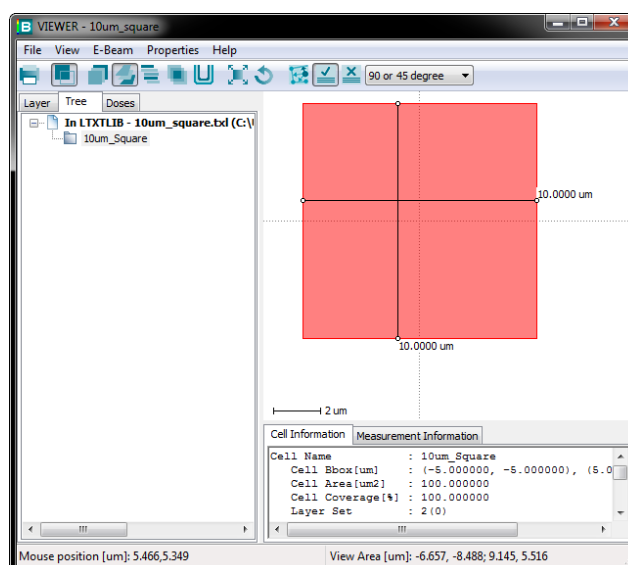 VIEWER - 10um_square
File View E-Beam Properties Help
90 or 45 degree
Layer Tree Doses
In LTXTLIB - 10um_square.txl (C:\
10um_Square
10.0000 um
10.0000 um
2 um
Cell Information Measurement Information
Cell Name : 10um_Square
Cell Bbox[um] : (-5.000000, -5.000000), (5.0
Cell Area[um2] : 100.000000
Cell Coverage[%] : 100.000000
Layer Set : 2(0)
Mouse position [um]: 5.466,5.349 View Area [um]: -6.657, -8.488; 9.145, 5.516